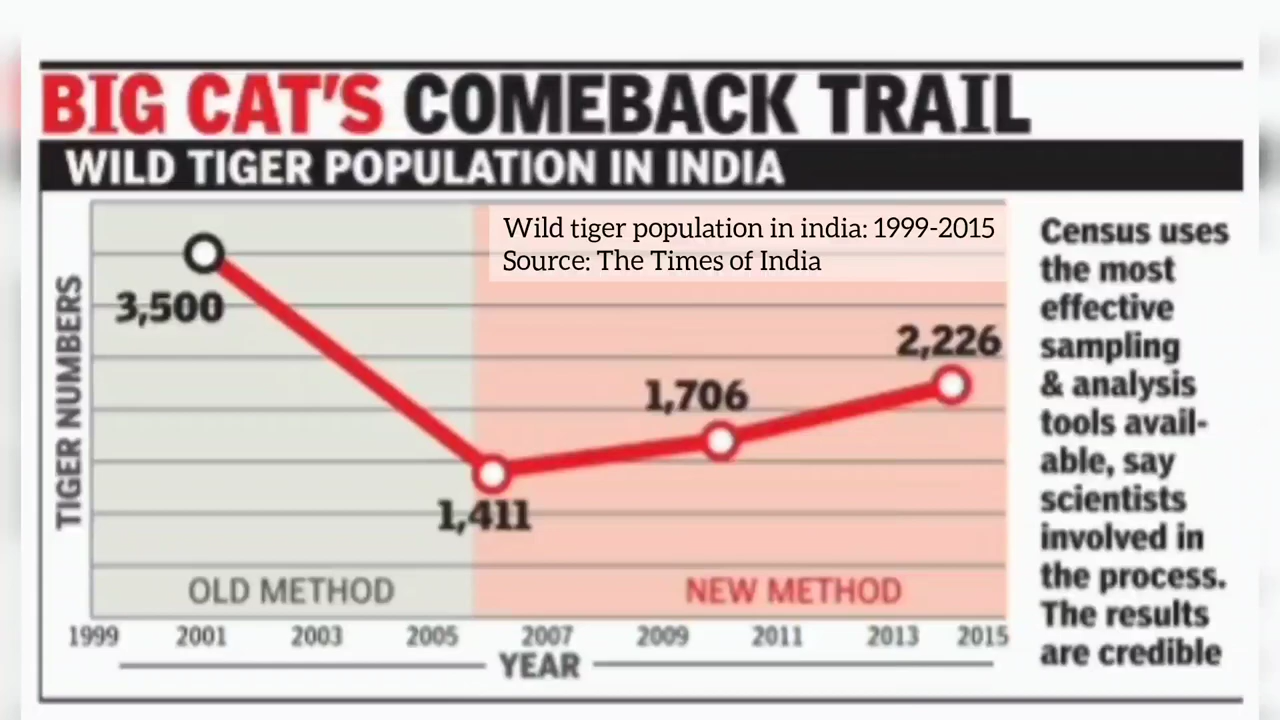 BIG CAT'S COMEBACK TRAIL
WILD TIGER POPULATION IN INDIA
Wild tiger population in india: 1999-2015
Source: The Times of India
TIGER NUMBERS
3,500
1,411
1,706
2,226
OLD METHOD
NEW METHOD
1999 2001 2003 2005 2007 2009 2011 2013 2015
YEAR
Census uses
the most
effective
sampling
& analysis
tools avail-
able, say
scientists
involved in
the process.
The results
are credible